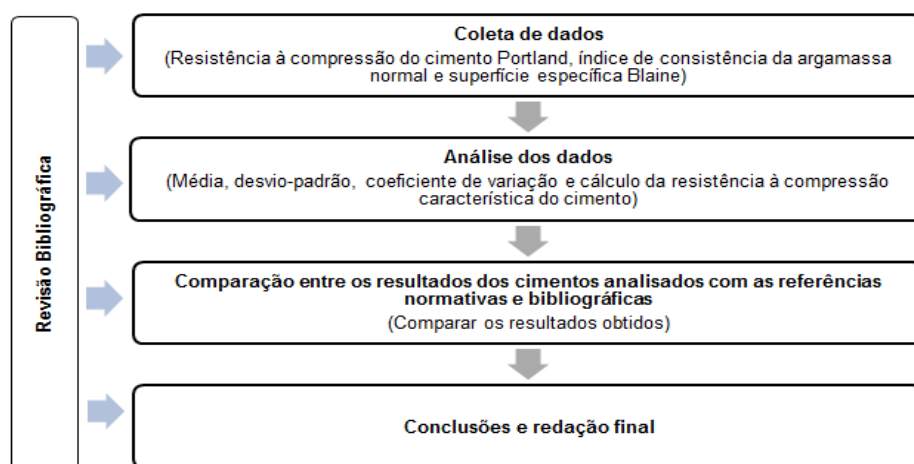 Revisão Bibliográfica
Coleta de dados
(Resistência à compressão do cimento Portland, índice de consistência da argamassa
normal e superfície específica Blaine)
Análise dos dados
(Média, desvio-padrão, coeficiente de variação e cálculo da resistência à compressão
característica do cimento)
Comparação entre os resultados dos cimentos analisados com as referências
normativas e bibliográficas
(Comparar os resultados obtidos)
Conclusões e redação final